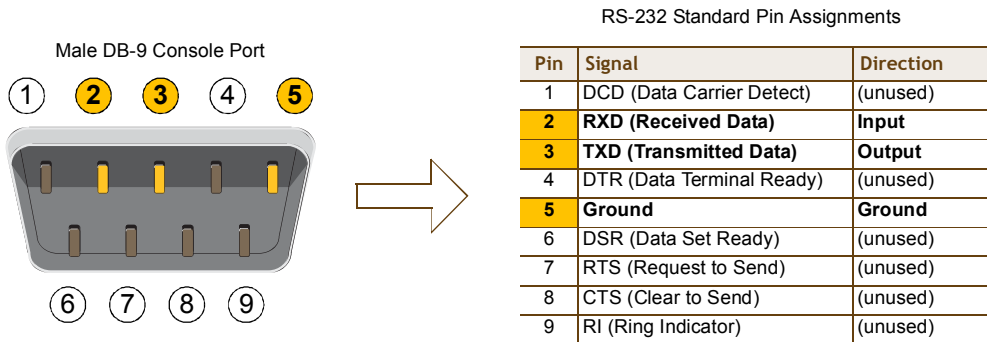 RS-232 Standard Pin Assignments
Male DB-9 Console Port
1 2 3 4 5
6 7 8 9
Pin Signal Direction
1 DCD (Data Carrier Detect) (unused)
2 RXD (Received Data) Input
3 TXD (Transmitted Data) Output
4 DTR (Data Terminal Ready) (unused)
5 Ground Ground
6 DSR (Data Set Ready) (unused)
7 RTS (Request to Send) (unused)
8 CTS (Clear to Send) (unused)
9 RI (Ring Indicator) (unused)